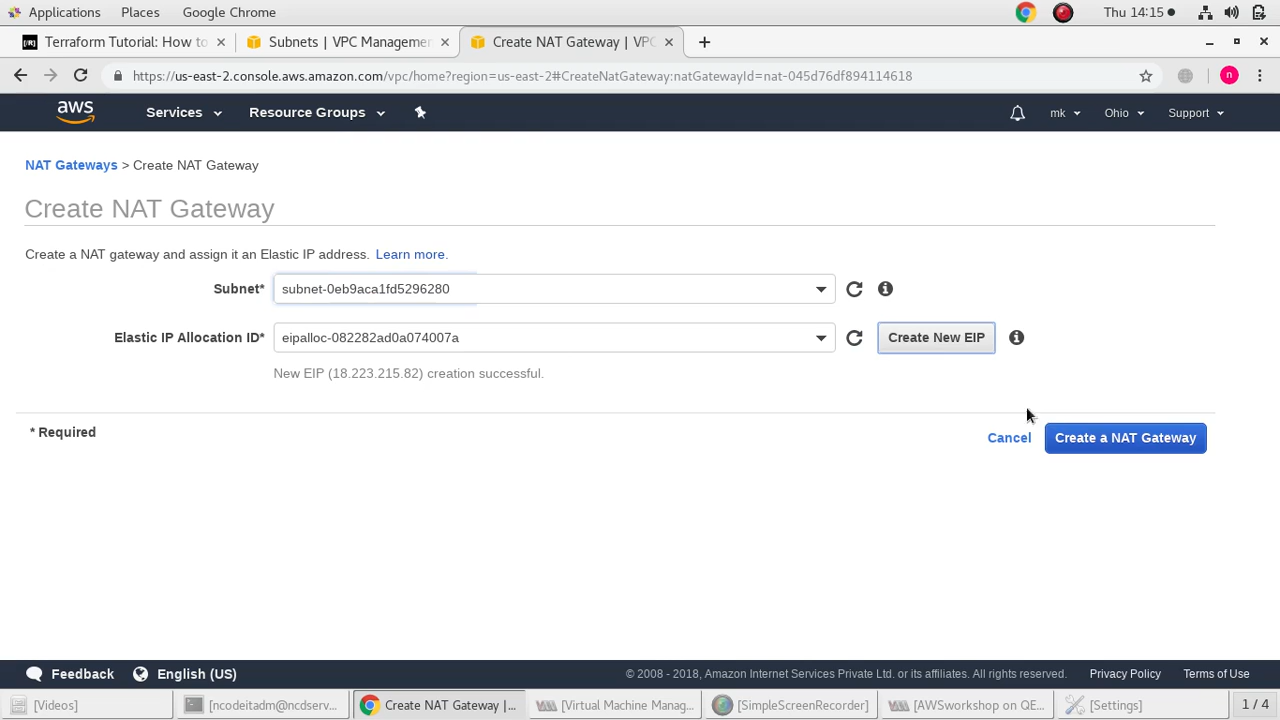 Applications Places Google Chrome Thu 14:15
Terraform Tutorial: How to Subnets | VPC Managemen Create NAT Gateway | VPC
https://us-east-2.console.aws.amazon.com/vpc/home?region=us-east-2#CreateNatGateway:natGatewayId=nat-045d76df894114618 n
aws Services Resource Groups mk Ohio Support
NAT Gateways > Create NAT Gateway
Create NAT Gateway
Create a NAT gateway and assign it an Elastic IP address. Learn more.
Subnet* subnet-0eb9aca1fd5296280
Elastic IP Allocation ID* eipalloc-082282ad0a074007a Create New EIP
New EIP (18.223.215.82) creation successful.
* Required Cancel Create a NAT Gateway
Feedback English (US) © 2008 - 2018, Amazon Internet Services Private Ltd. or its affiliates. All rights reserved. Privacy Policy Terms of Use
[Videos] [ncodeitadm@ncdserv... Create NAT Gateway |... [Virtual Machine Manag... [SimpleScreenRecorder] [AWSworkshop on QE... [Settings] 1 / 4